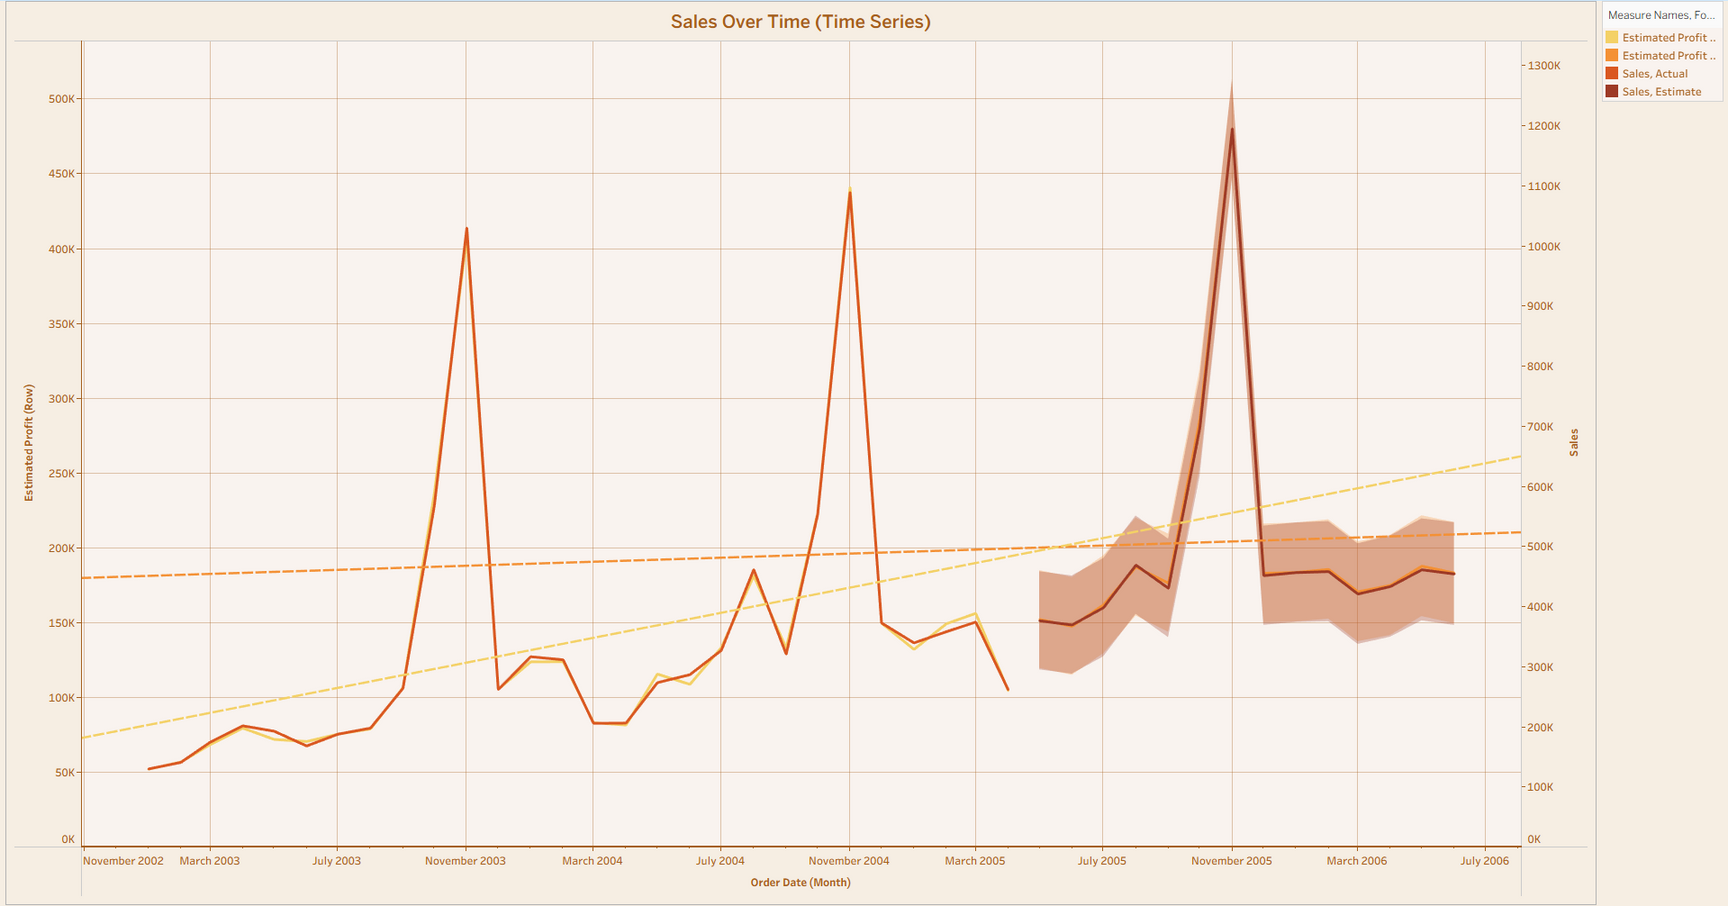 Sales Over Time (Time Series)
Measure Names, Fo...
Estimated Profit ..
Estimated Profit ..
Sales, Actual
Sales, Estimate
Estimated Profit (Row)
500K
450K
400K
350K
300K
250K
200K
150K
100K
50K
0K
1300K
1200K
1100K
1000K
900K
800K
700K
600K
500K
400K
300K
200K
100K
0K
Sales
November 2002 March 2003 July 2003 November 2003 March 2004 July 2004 November 2004 March 2005 July 2005 November 2005 March 2006 July 2006
Order Date (Month)